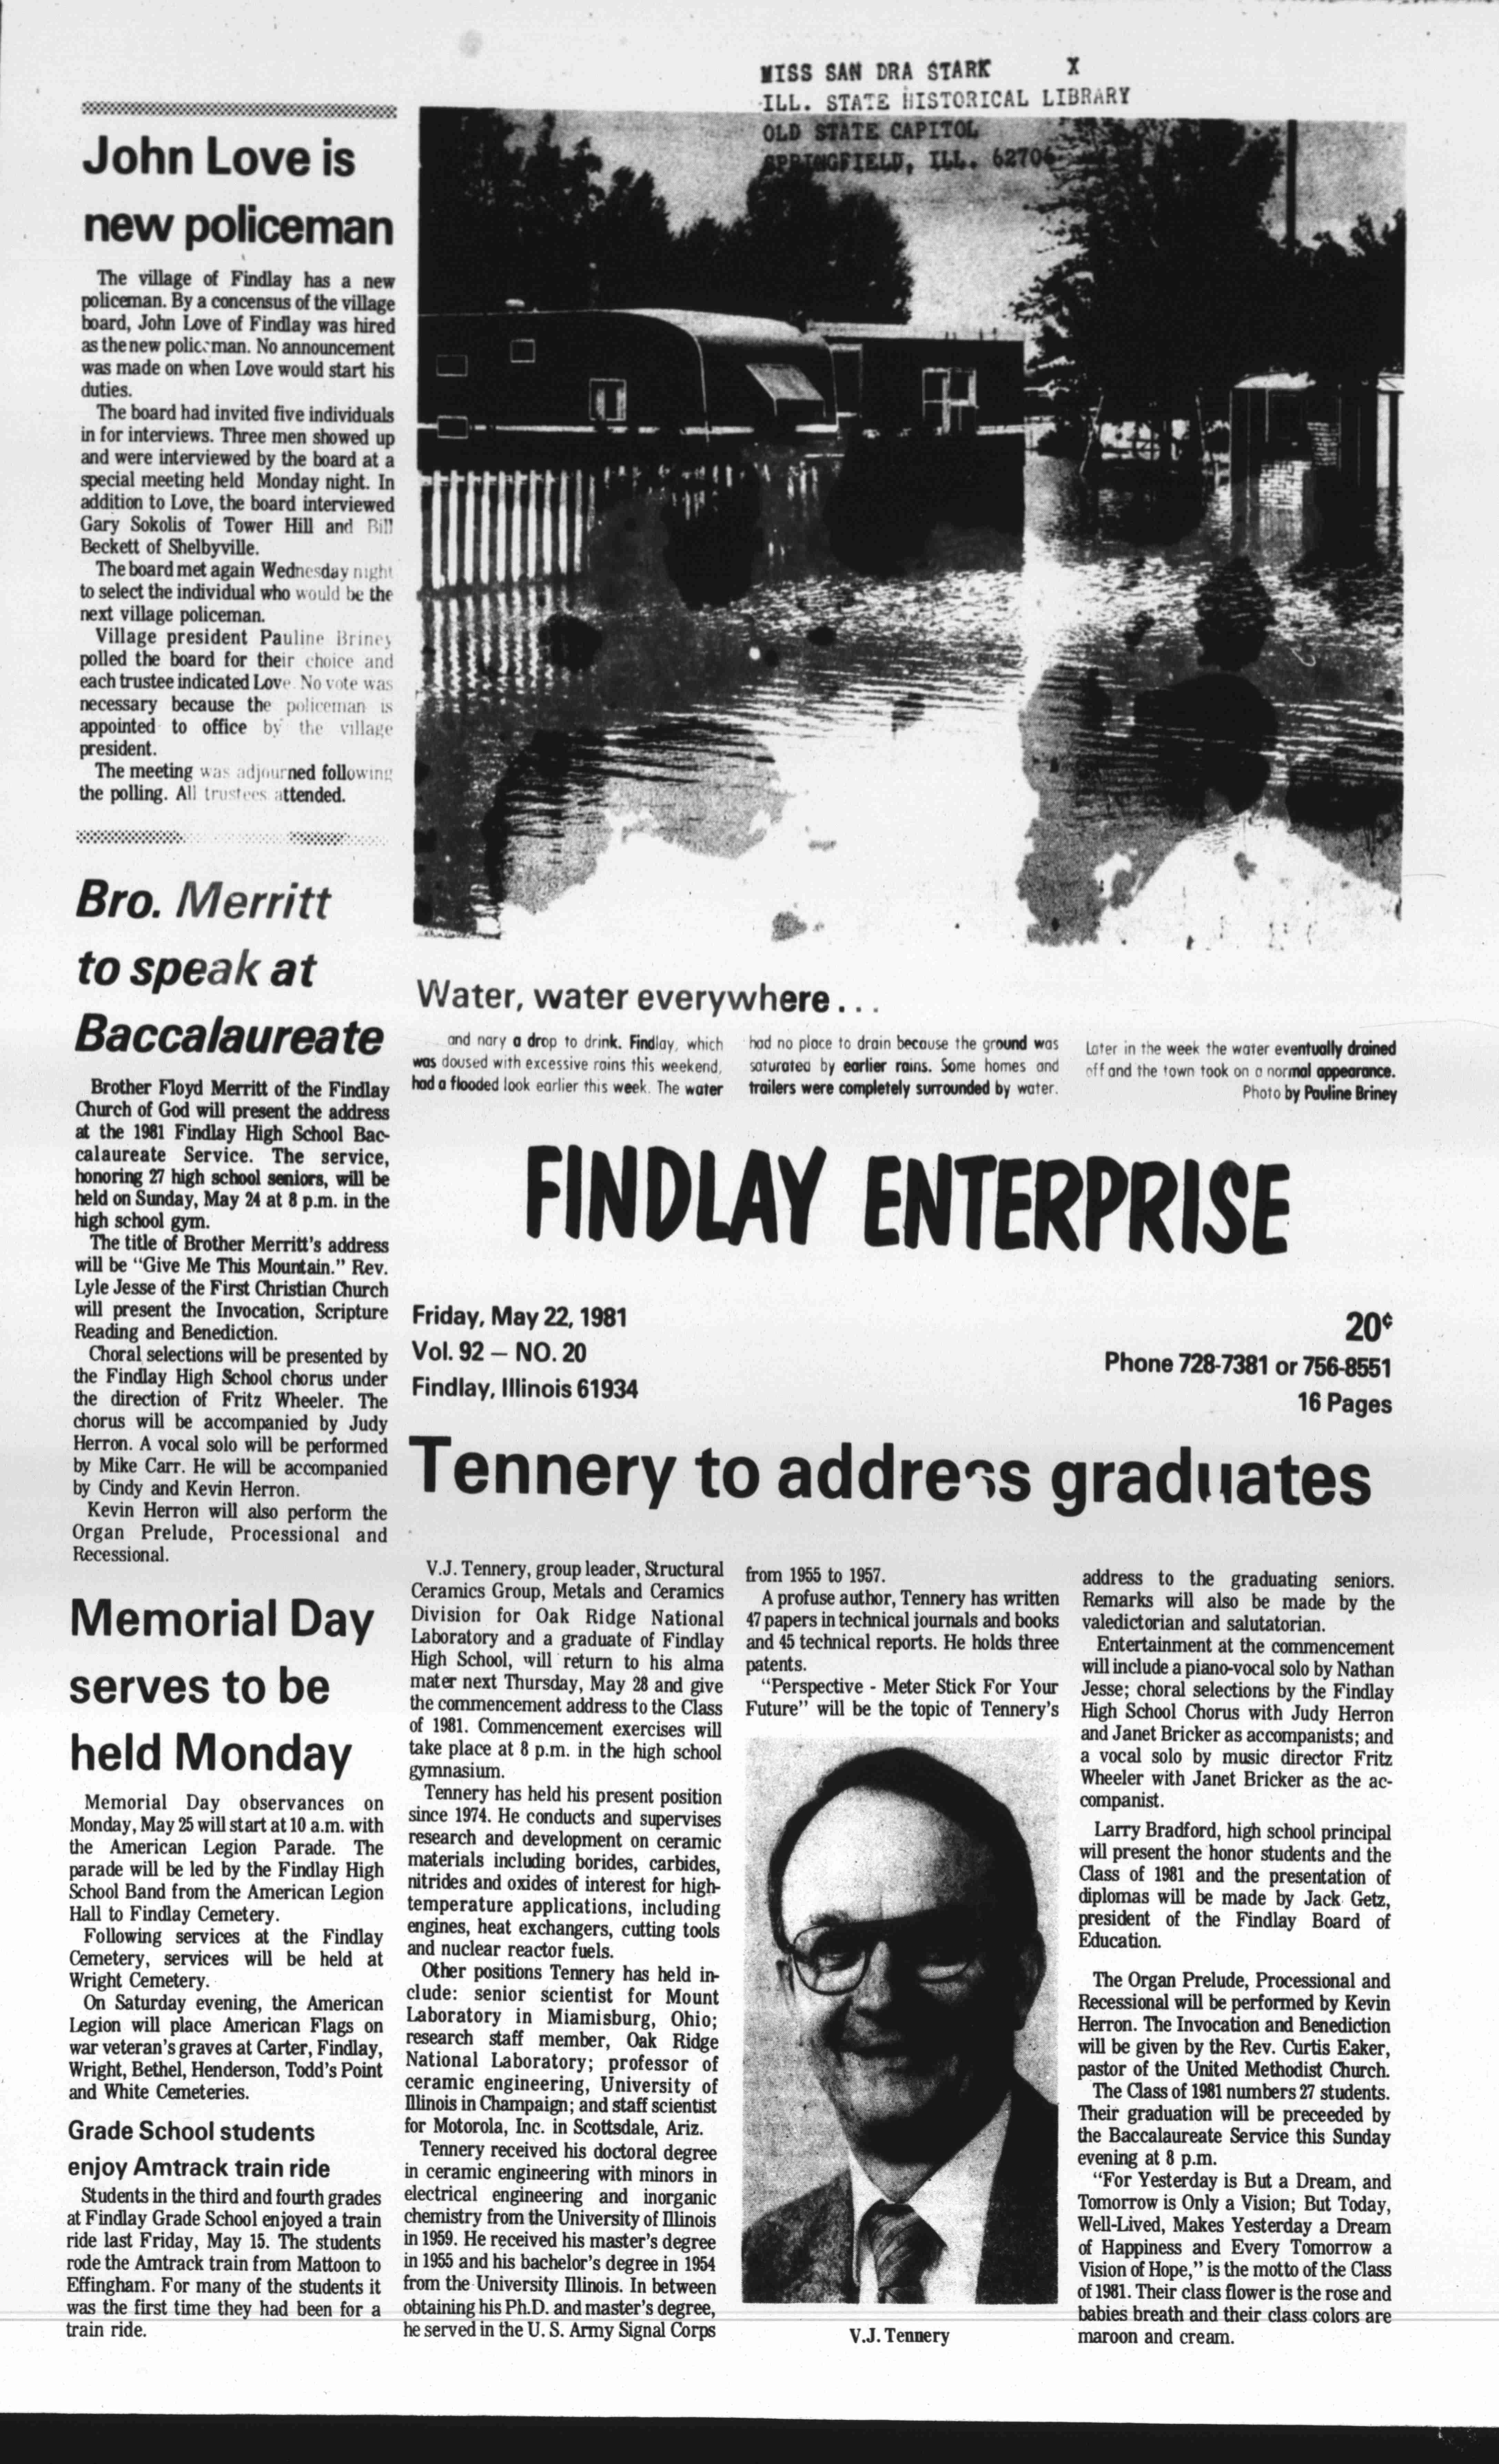 MISS SAN DRA STARK X
ILL. STATE HISTORICAL LIBRARY
OLD STATE CAPITOL
SPRINGFIELD, ILL. 62706
John Love is
new policeman
The village of Findlay has a new
policeman. By a concensus of the village
board, John Love of Findlay was hired
as the new policeman. No announcement
was made on when Love would start his
duties.
The board had invited five individuals
in for interviews. Three men showed up
and were interviewed by the board at a
special meeting held Monday night. In
addition to Love, the board interviewed
Gary Sokolis of Tower Hill and Bill
Beckett of Shelbyville.
The board met again Wednesday night
to select the individual who would be the
next village policeman.
Village president Pauline Briney
polled the board for their choice and
each trustee indicated Love. No vote was
necessary because the policeman is
appointed to office by the village
president.
The meeting was adjourned following
the polling. All trustees attended.
Bro. Merritt
to speak at
Baccalaureate
Brother Floyd Merritt of the Findlay
Church of God will present the address
at the 1981 Findlay High School Bac-
calaureate Service. The service,
honoring 27 high school seniors, will be
held on Sunday, May 24 at 8 p.m. in the
high school gym.
The title of Brother Merritt's address
will be "Give Me This Mountain." Rev.
Lyle Jesse of the First Christian Church
will present the Invocation, Scripture
Reading and Benediction.
Choral selections will be presented by
the Findlay High School chorus under
the direction of Fritz Wheeler. The
chorus will be accompanied by Judy
Herron. A vocal solo will be performed
by Mike Carr. He will be accompanied
by Cindy and Kevin Herron.
Kevin Herron will also perform the
Organ Prelude, Processional and
Recessional.
Memorial Day
serves to be
held Monday
Memorial Day observances on
Monday, May 25 will start at 10 a.m. with
the American Legion Parade. The
parade will be led by the Findlay High
School Band from the American Legion
Hall to Findlay Cemetery.
Following services at the Findlay
Cemetery, services will be held at
Wright Cemetery.
On Saturday evening, the American
Legion will place American Flags on
war veteran's graves at Carter, Findlay,
Wright, Bethel, Henderson, Todd's Point
and White Cemeteries.
Grade School students
enjoy Amtrack train ride
Students in the third and fourth grades
at Findlay Grade School enjoyed a train
ride last Friday, May 15. The students
rode the Amtrack train from Mattoon to
Effingham. For many of the students it
was the first time they had been for a
train ride.
Water, water everywhere...
and nary a drop to drink. Findlay, which
was doused with excessive rains this weekend,
had a flooded look earlier this week. The water
had no place to drain because the ground was
saturated by earlier rains. Some homes and
trailers were completely surrounded by water.
Later in the week the water eventually drained
off and the town took on a normal appearance.
Photo by Pauline Briney
FINDLAY ENTERPRISE
Friday, May 22, 1981
Vol. 92 — NO. 20
Findlay, Illinois 61934
20¢
Phone 728-7381 or 756-8551
16 Pages
Tennery to address graduates
V.J. Tennery, group leader, Structural
Ceramics Group, Metals and Ceramics
Division for Oak Ridge National
Laboratory and a graduate of Findlay
High School, will return to his alma
mater next Thursday, May 28 and give
the commencement address to the Class
of 1981. Commencement exercises will
take place at 8 p.m. in the high school
gymnasium.
Tennery has held his present position
since 1974. He conducts and supervises
research and development on ceramic
materials including borides, carbides,
nitrides and oxides of interest for high-
temperature applications, including
engines, heat exchangers, cutting tools
and nuclear reactor fuels.
Other positions Tennery has held in-
clude: senior scientist for Mount
Laboratory in Miamisburg, Ohio;
research staff member, Oak Ridge
National Laboratory; professor of
ceramic engineering, University of
Illinois in Champaign; and staff scientist
for Motorola, Inc. in Scottsdale, Ariz.
Tennery received his doctoral degree
in ceramic engineering with minors in
electrical engineering and inorganic
chemistry from the University of Illinois
in 1959. He received his master's degree
in 1955 and his bachelor's degree in 1954
from the University Illinois. In between
obtaining his Ph.D. and master's degree,
he served in the U. S. Army Signal Corps
from 1955 to 1957.
A profuse author, Tennery has written
47 papers in technical journals and books
and 45 technical reports. He holds three
patents.
"Perspective - Meter Stick For Your
Future" will be the topic of Tennery's
V.J. Tennery
address to the graduating seniors.
Remarks will also be made by the
valedictorian and salutatorian.
Entertainment at the commencement
will include a piano-vocal solo by Nathan
Jesse; choral selections by the Findlay
High School Chorus with Judy Herron
and Janet Bricker as accompanists; and
a vocal solo by music director Fritz
Wheeler with Janet Bricker as the ac-
companist.
Larry Bradford, high school principal
will present the honor students and the
Class of 1981 and the presentation of
diplomas will be made by Jack Getz,
president of the Findlay Board of
Education.
The Organ Prelude, Processional and
Recessional will be performed by Kevin
Herron. The Invocation and Benediction
will be given by the Rev. Curtis Eaker,
pastor of the United Methodist Church.
The Class of 1981 numbers 27 students.
Their graduation will be preceeded by
the Baccalaureate Service this Sunday
evening at 8 p.m.
"For Yesterday is But a Dream, and
Tomorrow is Only a Vision; But Today,
Well-Lived, Makes Yesterday a Dream
of Happiness and Every Tomorrow a
Vision of Hope," is the motto of the Class
of 1981. Their class flower is the rose and
babies breath and their class colors are
maroon and cream.